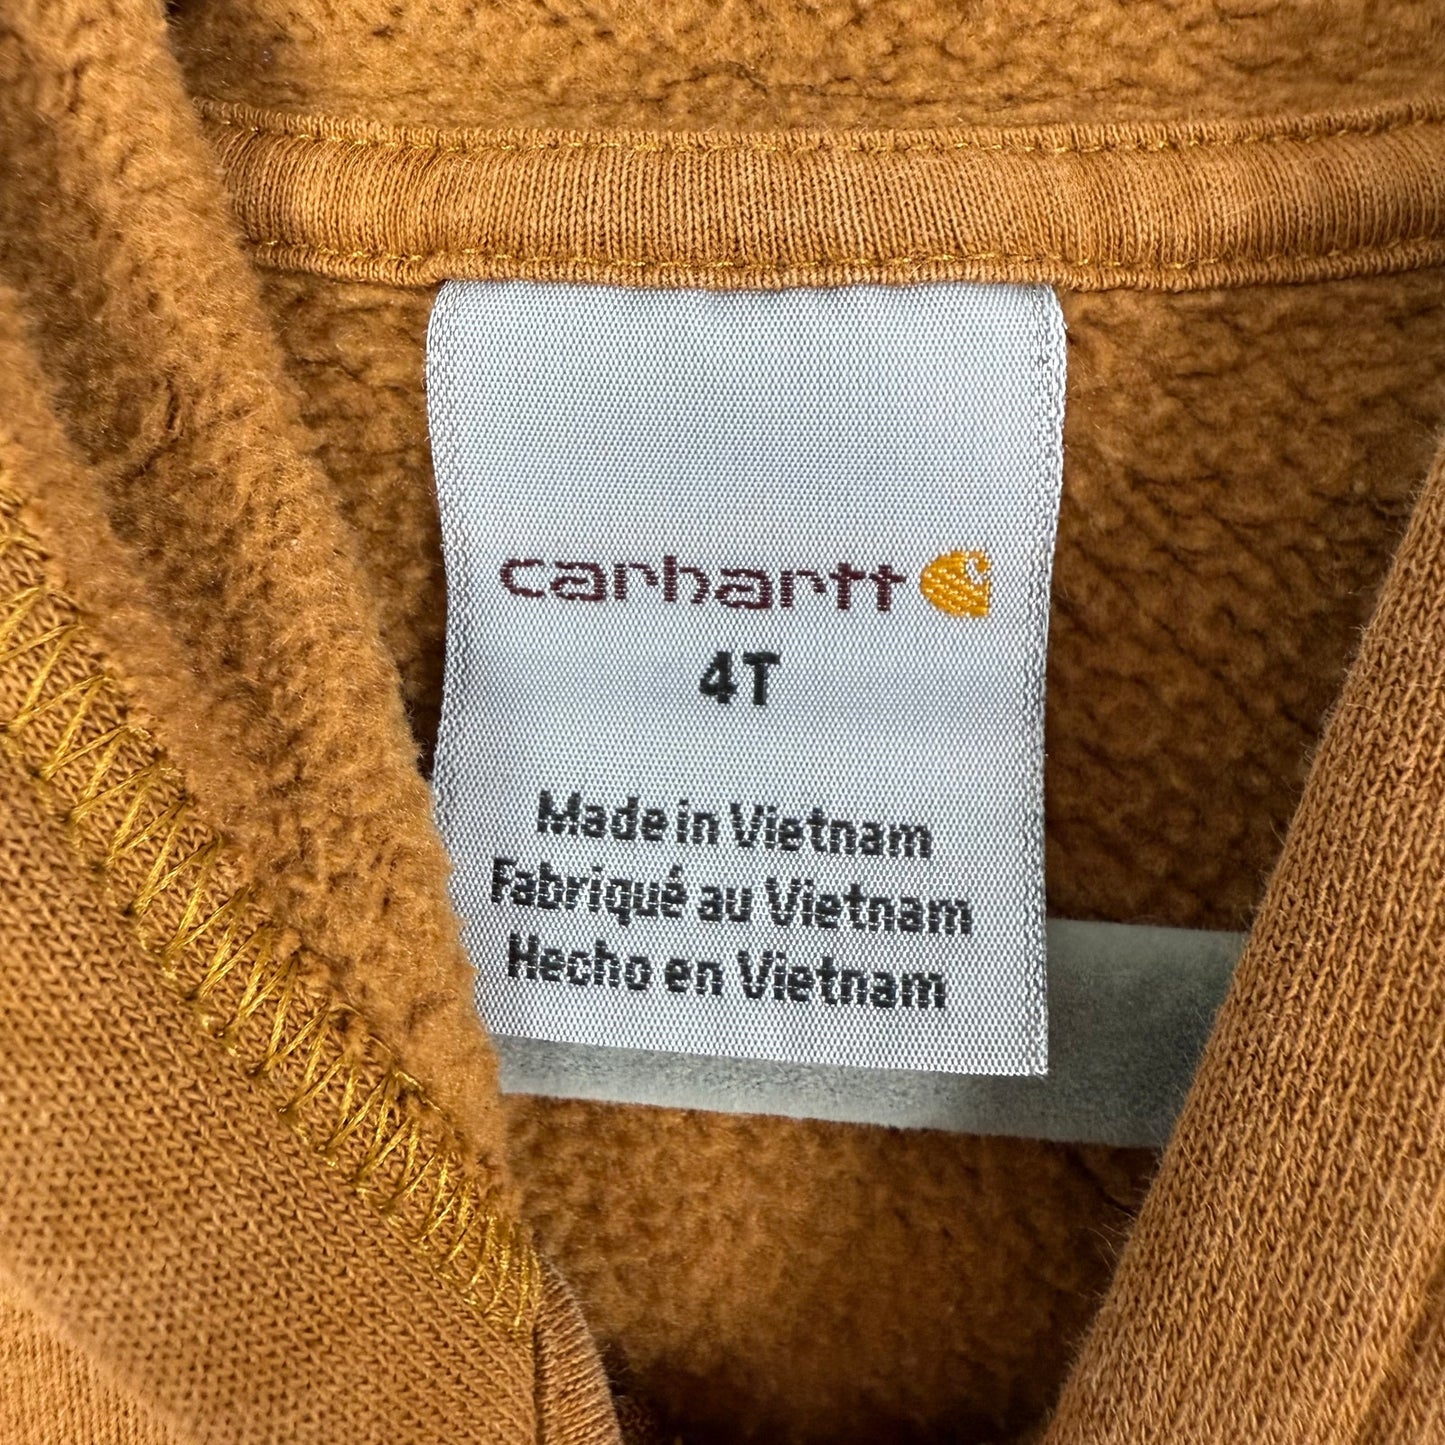 carhartt
4T
Made in Vietnam
Fabriqué au Vietnam
Hecho en Vietnam